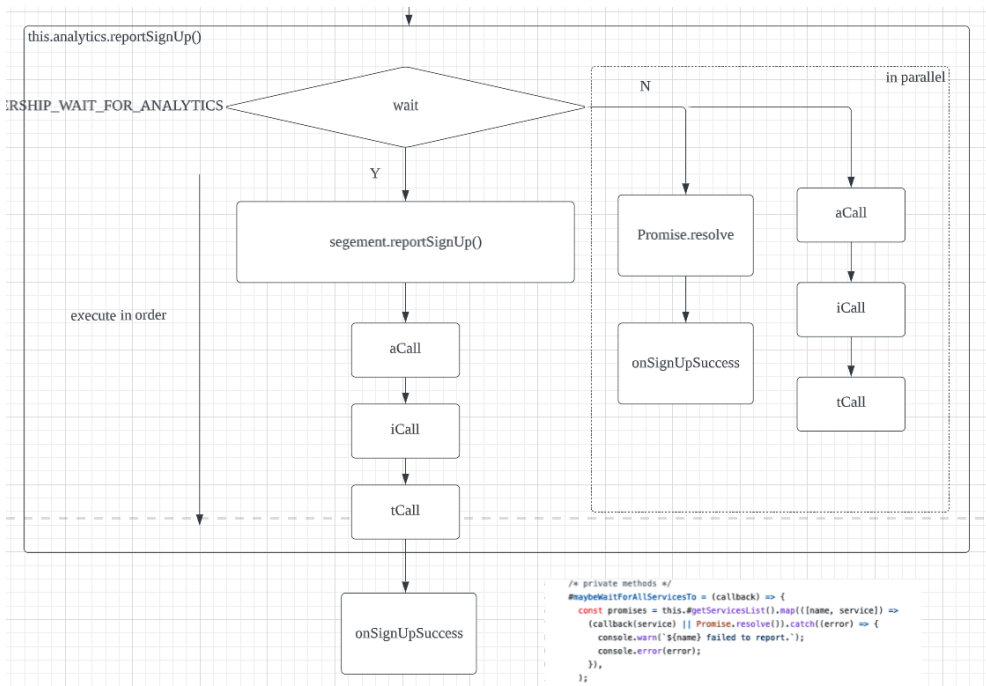 this.analytics.reportSignUp()
in parallel
ERSHIP_WAIT_FOR_ANALYTICS
wait
N
Y
segement.reportSignUp()
Promise.resolve
aCall
execute in order
aCall
onSignUpSuccess
iCall
iCall
tCall
tCall
onSignUpSuccess
/* private methods */
#maybeWaitForAllServicesTo = (callback) => {
const promises = this.#getServicesList().map(([name, service]) =>
(callback(service) || Promise.resolve()).catch((error) => {
console.warn(`${name} failed to report.`);
console.error(error);
}),
);